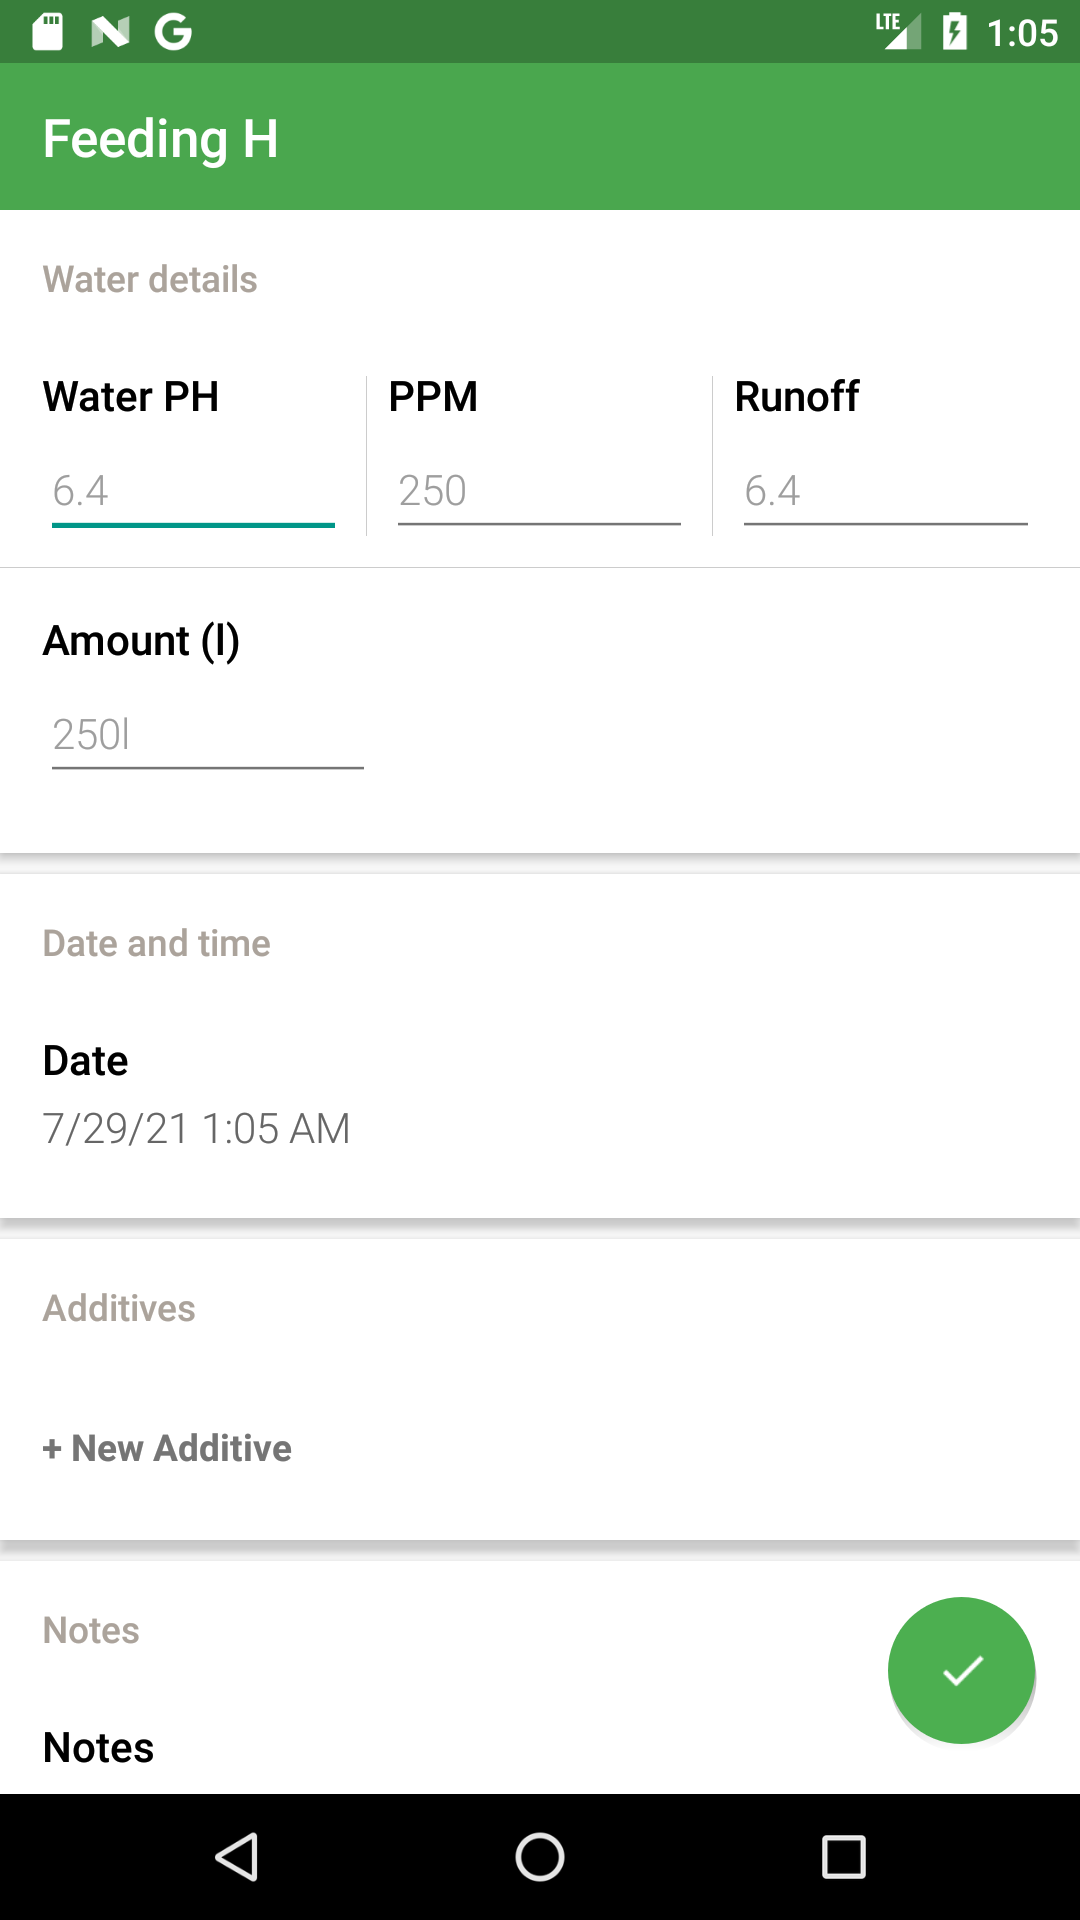 LTE 1:05
Feeding H
Water details
Water PH PPM Runoff
6.4 250 6.4
Amount (l)
250l
Date and time
Date
7/29/21 1:05 AM
Additives
+ New Additive
Notes
Notes